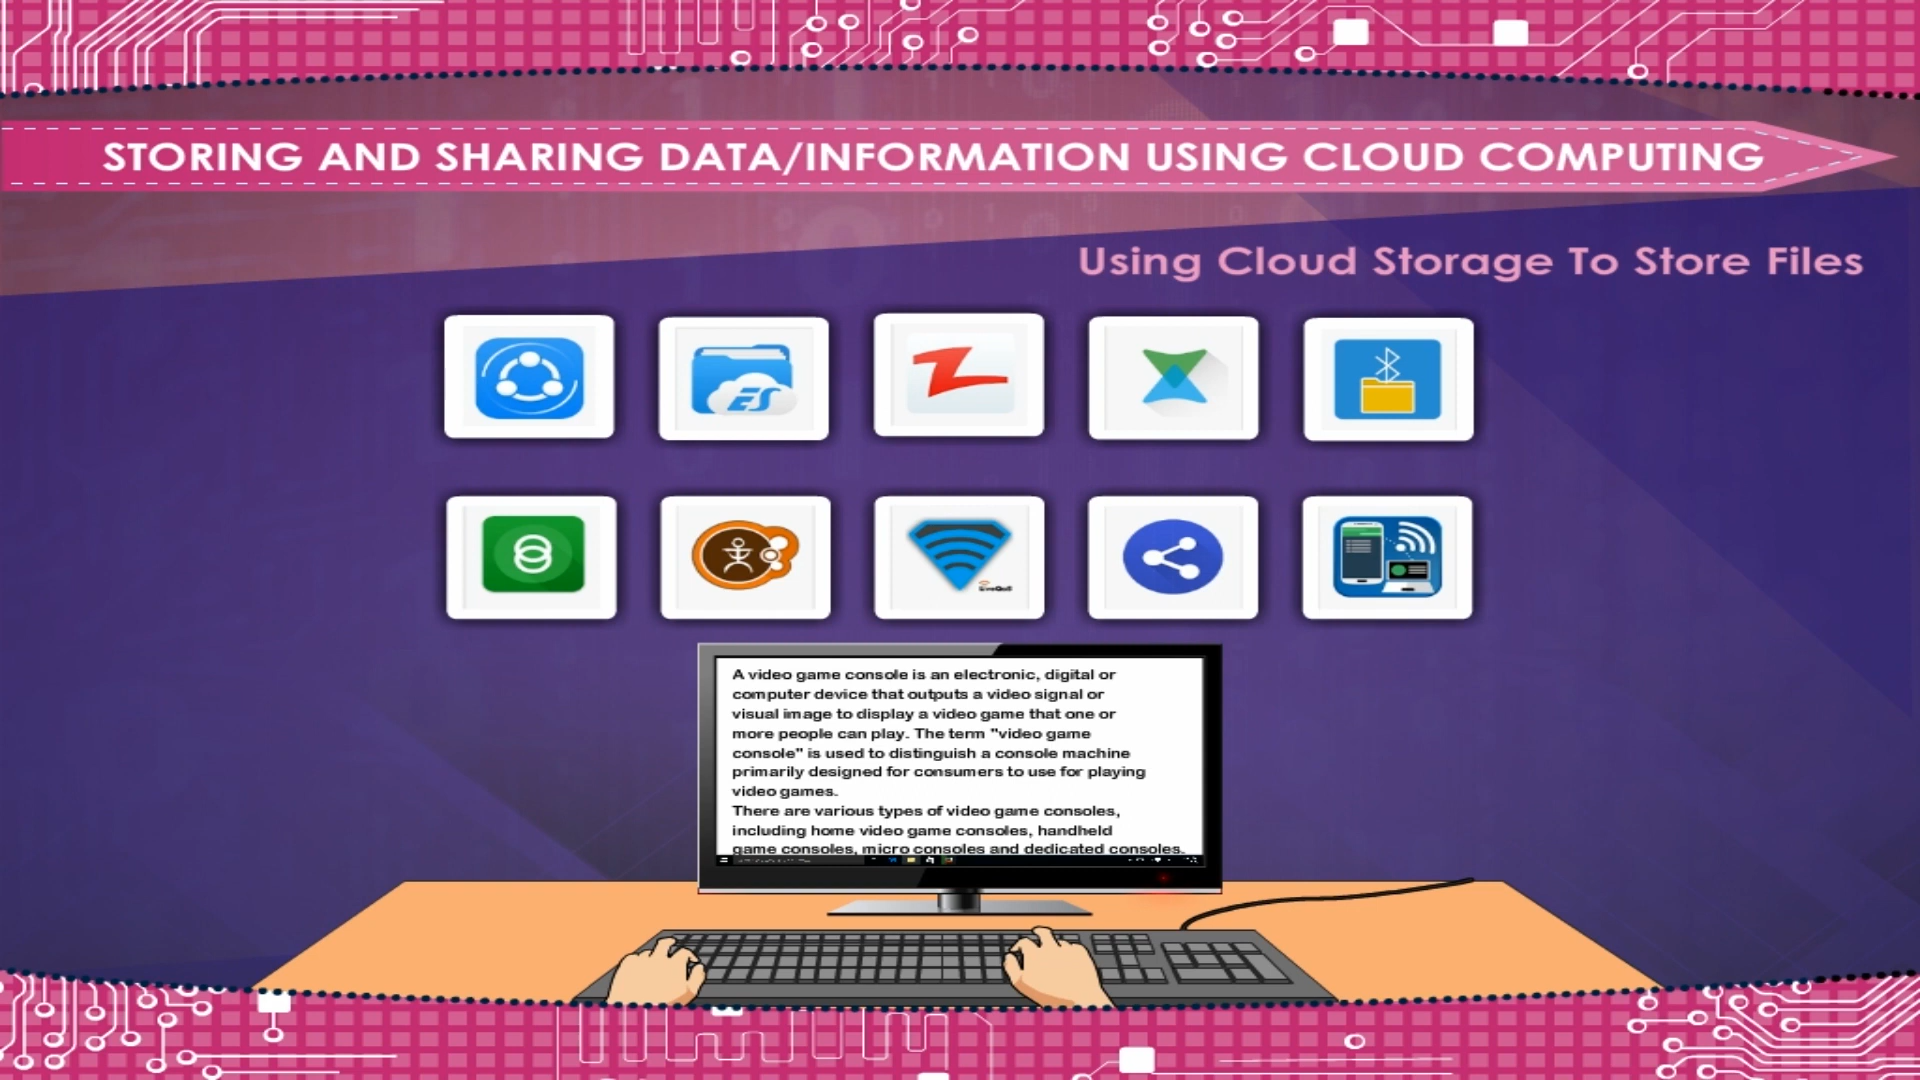 STORING AND SHARING DATA/INFORMATION USING CLOUD COMPUTING
Using Cloud Storage To Store Files
ES
A video game console is an electronic, digital or
computer device that outputs a video signal or
visual image to display a video game that one or
more people can play. The term "video game
console" is used to distinguish a console machine
primarily designed for consumers to use for playing
video games.
There are various types of video game consoles,
including home video game consoles, handheld
game consoles, micro consoles and dedicated consoles.